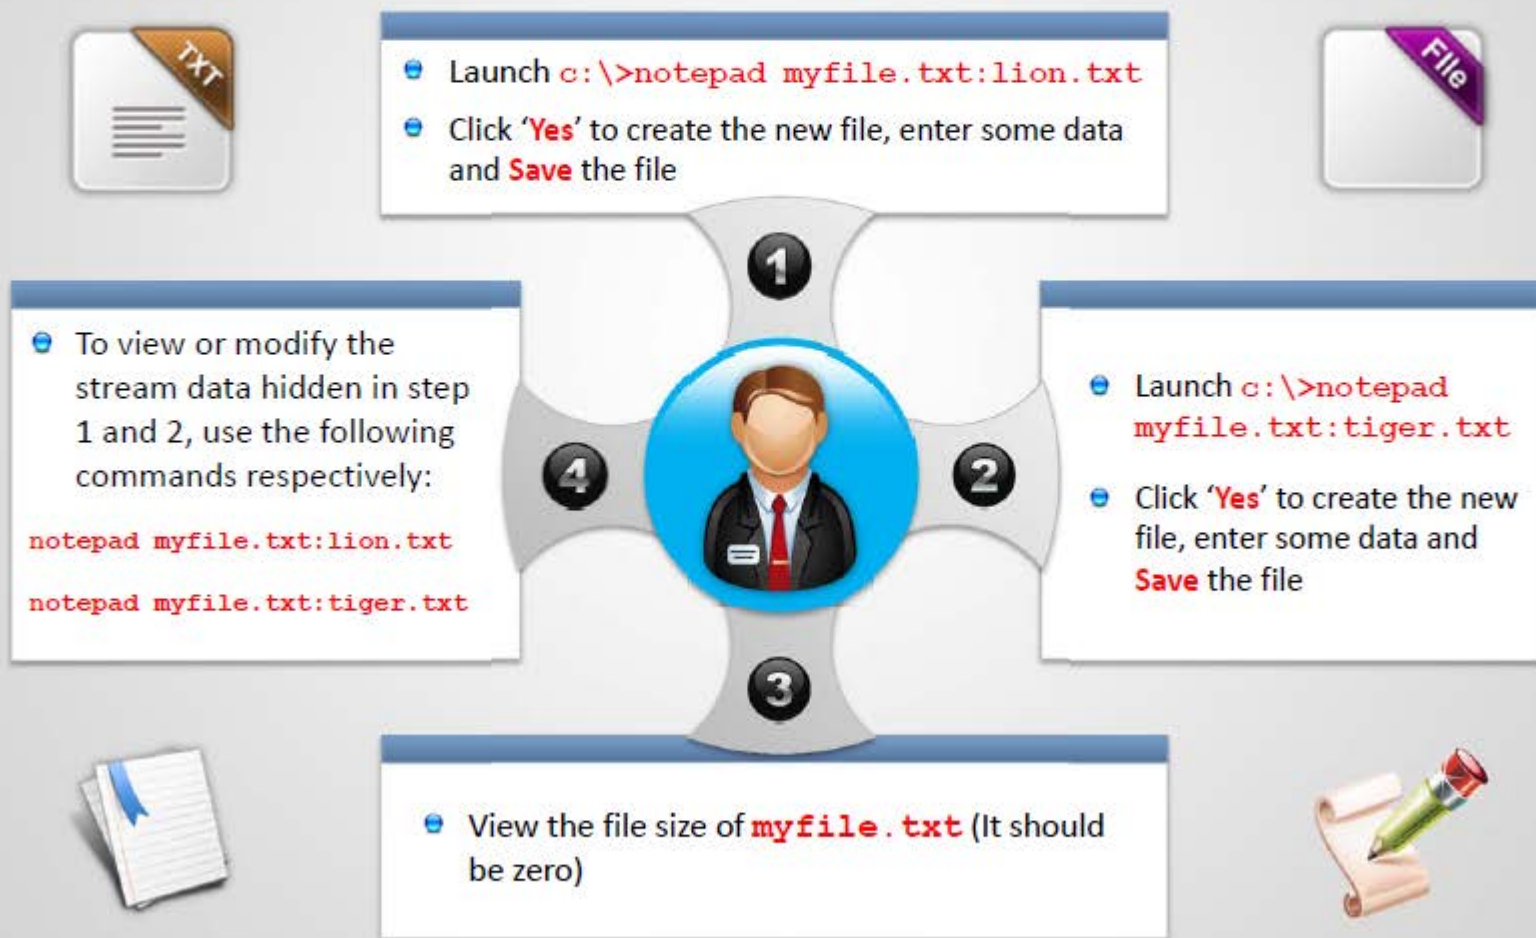 TXT
FIle
Launch c:\>notepad myfile.txt:lion.txt
Click ‘Yes’ to create the new file, enter some data
and Save the file
1
2
Launch c:\>notepad
myfile.txt:tiger.txt
Click ‘Yes’ to create the new
file, enter some data and
Save the file
3
View the file size of myfile.txt (It should
be zero)
4
To view or modify the
stream data hidden in step
1 and 2, use the following
commands respectively:
notepad myfile.txt:lion.txt
notepad myfile.txt:tiger.txt